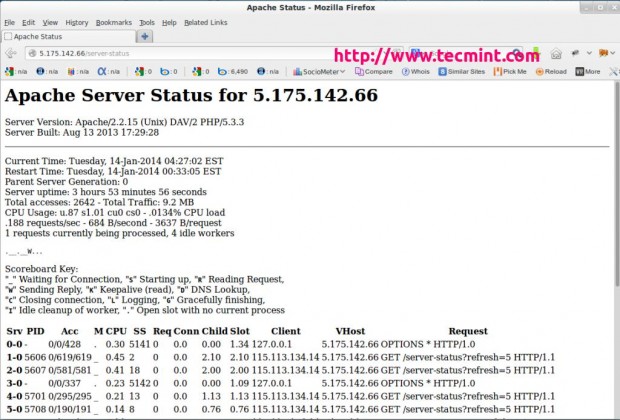 Apache Status - Mozilla Firefox
File Edit View History Bookmarks Tools Help Related Links
Apache Status
5.175.142.66/server-status
http://www.tecmint.com
: n/a : n/a : n/a : 0 : 0 : 6,490 : n/a SocioMeter Compare Whois Similar Sites Pick Me Record More
Apache Server Status for 5.175.142.66
Server Version: Apache/2.2.15 (Unix) DAV/2 PHP/5.3.3
Server Built: Aug 13 2013 17:29:28
Current Time: Tuesday, 14-Jan-2014 04:27:02 EST
Restart Time: Tuesday, 14-Jan-2014 00:33:05 EST
Parent Server Generation: 0
Server uptime: 3 hours 53 minutes 56 seconds
Total accesses: 2642 - Total Traffic: 9.2 MB
CPU Usage: u.87 s1.01 cu0 cs0 - .0134% CPU load
.188 requests/sec - 684 B/second - 3637 B/request
1 requests currently being processed, 4 idle workers
.__.__W...
Scoreboard Key:
"_" Waiting for Connection, "S" Starting up, "R" Reading Request,
"W" Sending Reply, "K" Keepalive (read), "D" DNS Lookup,
"C" Closing connection, "L" Logging, "G" Gracefully finishing,
"I" Idle cleanup of worker, "." Open slot with no current process
Srv PID Acc M CPU SS Req Conn Child Slot Client VHost Request
0-0 - 0/0/428 . 0.30 5141 0 0.0 0.00 1.34 127.0.0.1 5.175.142.66 OPTIONS * HTTP/1.0
1-0 5606 0/619/619 _ 0.45 2 0 0.0 2.10 2.10 115.113.134.14 5.175.142.66 GET /server-status?refresh=5 HTTP/1.1
2-0 5607 0/581/581 _ 0.41 18 0 0.0 2.00 2.00 115.113.134.14 5.175.142.66 GET /server-status?refresh=5 HTTP/1.1
3-0 - 0/0/337 . 0.23 5142 0 0.0 0.00 1.09 127.0.0.1 5.175.142.66 OPTIONS * HTTP/1.0
4-0 5701 0/295/295 _ 0.21 13 0 0.0 1.13 1.13 115.113.134.14 5.175.142.66 GET /server-status?refresh=5 HTTP/1.1
5-0 5708 0/190/191 _ 0.14 8 0 0.0 0.76 0.76 115.113.134.14 5.175.142.66 GET /server-status?refresh=5 HTTP/1.1